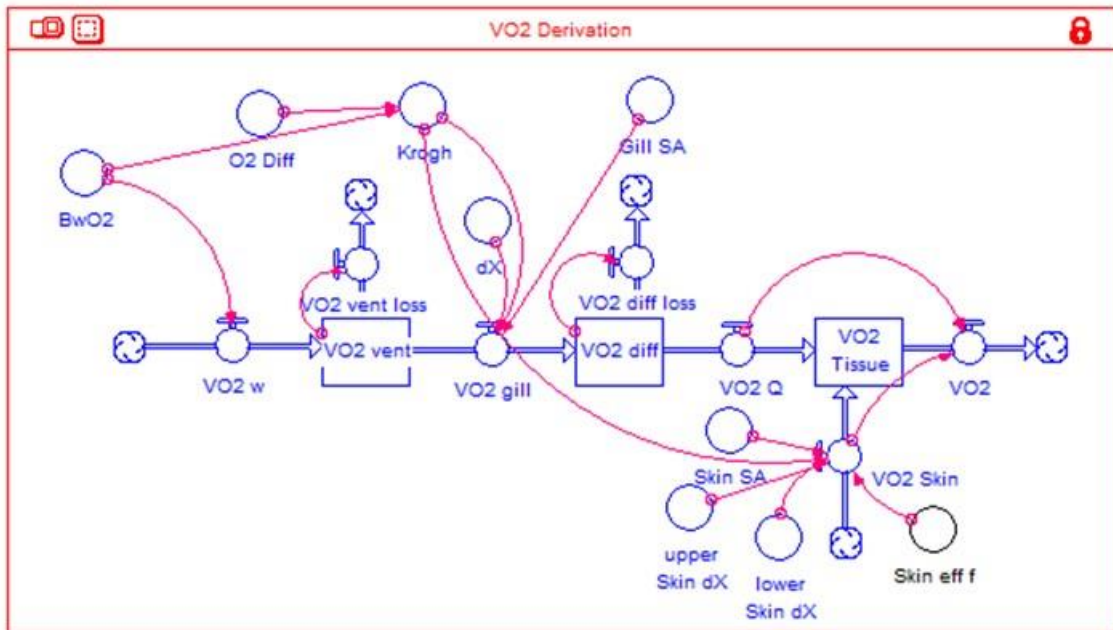 VO2 Derivation
O2 Diff
Krogh
Gill SA
BwO2
dX
VO2 vent loss
VO2 diff loss
VO2 vent
VO2 diff
VO2
Tissue
VO2 w
VO2 gill
VO2 Q
VO2
Skin SA
VO2 Skin
upper
Skin dX
lower
Skin dX
Skin eff f